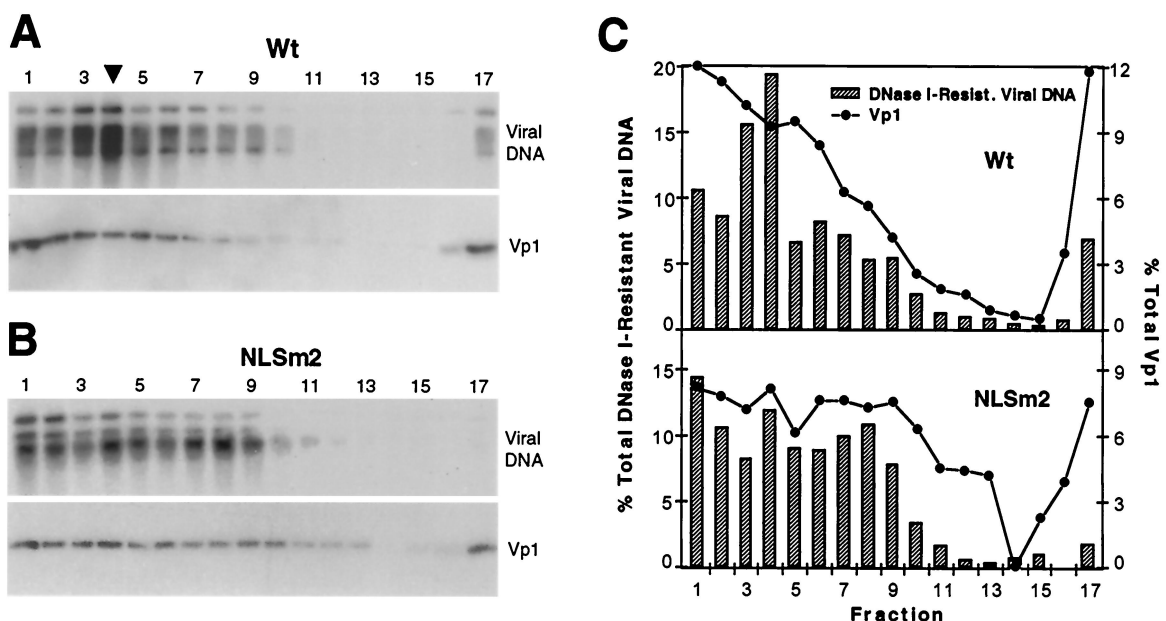 A
Wt
1 3 5 7 9 11 13 15 17
Viral
DNA
Vp1
B
NLSm2
1 3 5 7 9 11 13 15 17
Viral
DNA
Vp1
C
% Total DNase I-Resistant Viral DNA
20
15
10
5
0
15
10
5
0
DNase I-Resist. Viral DNA
Vp1
Wt
NLSm2
12
9
6
3
0
9
6
3
0
% Total Vp1
1 3 5 7 9 11 13 15 17
Fraction